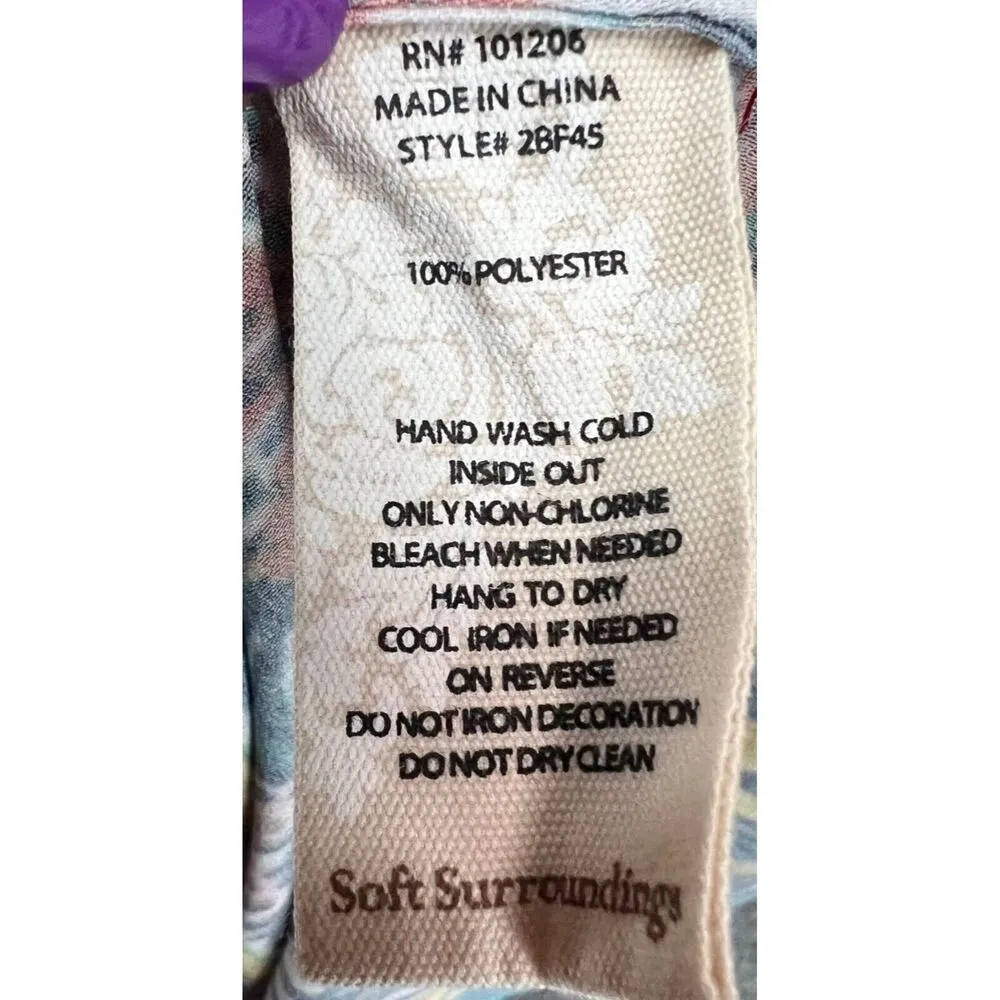 RN# 101206
MADE IN CHINA
STYLE# 2BF45
100% POLYESTER
HAND WASH COLD
INSIDE OUT
ONLY NON-CHLORINE
BLEACH WHEN NEEDED
HANG TO DRY
COOL IRON IF NEEDED
ON REVERSE
DO NOT IRON DECORATION
DO NOT DRY CLEAN
Soft Surroundings